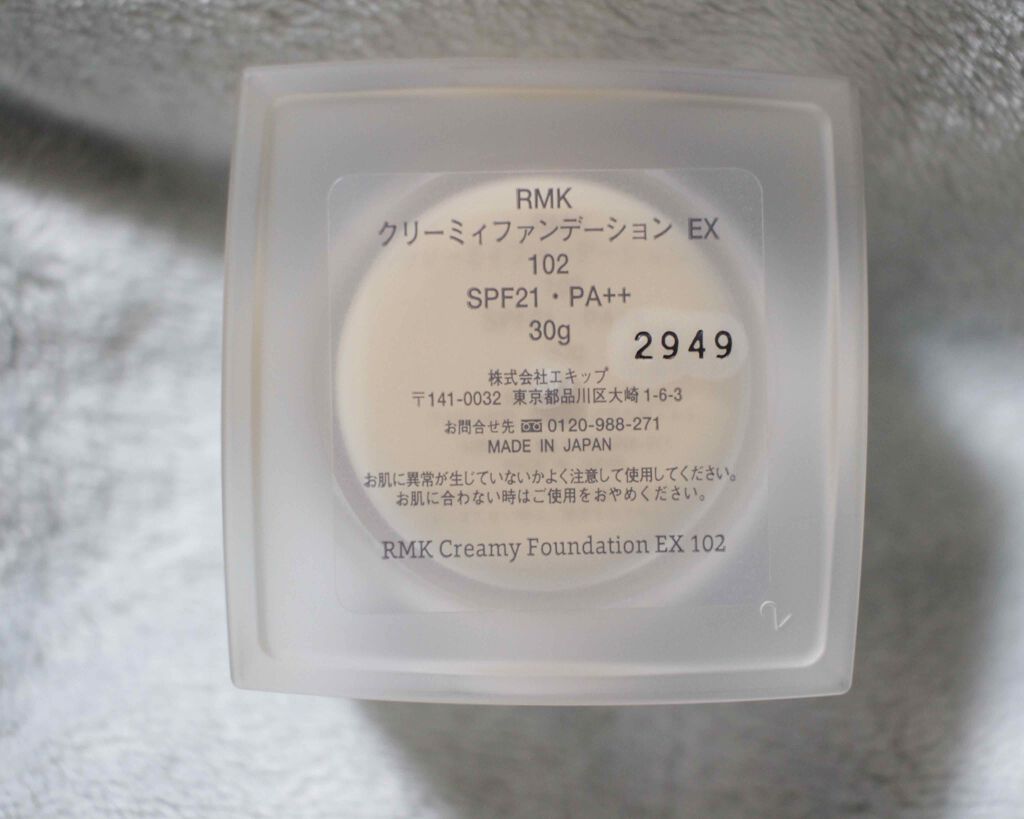 RMK
クリーミィファンデーション EX
102
SPF21・PA++
30g
2949
株式会社エキップ
〒141-0032 東京都品川区大崎1-6-3
お問合せ先 0120-988-271
MADE IN JAPAN
お肌に異常が生じていないかよく注意して使用してください。
お肌に合わない時はご使用をおやめください。
RMK Creamy Foundation EX 102
2